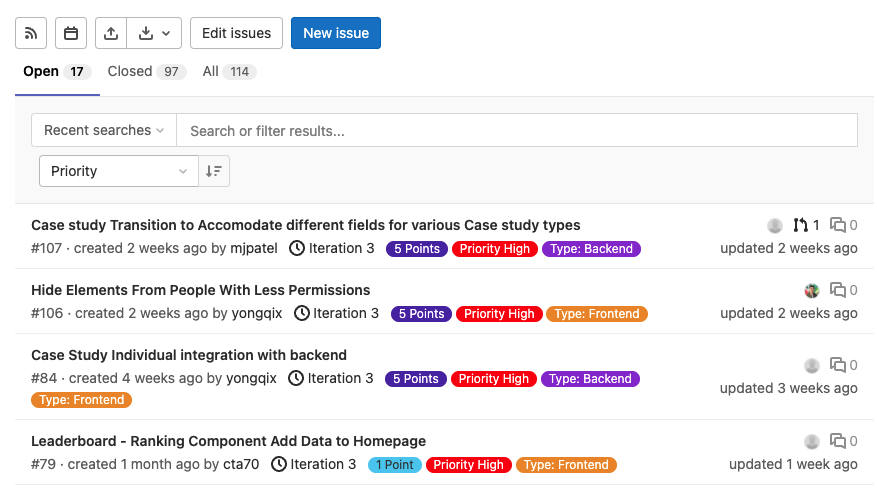 Edit issues New issue
Open 17 Closed 97 All 114
Recent searches Search or filter results...
Priority
Case study Transition to Accomodate different fields for various Case study types 1 0
#107 · created 2 weeks ago by mjpatel Iteration 3 5 Points Priority High Type: Backend updated 2 weeks ago
Hide Elements From People With Less Permissions 0
#106 · created 2 weeks ago by yongqix Iteration 3 5 Points Priority High Type: Frontend updated 2 weeks ago
Case Study Individual integration with backend 0
#84 · created 4 weeks ago by yongqix Iteration 3 5 Points Priority High Type: Backend updated 3 weeks ago
Type: Frontend
Leaderboard - Ranking Component Add Data to Homepage 0
#79 · created 1 month ago by cta70 Iteration 3 1 Point Priority High Type: Frontend updated 1 week ago